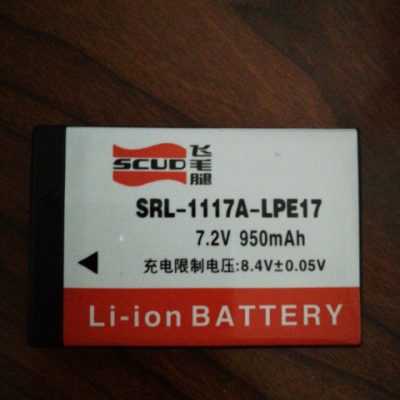 SCUD
飞毛腿
SRL-1117A-LPE17
7.2V 950mAh
充电限制电压:8.4V±0.05V
Li-ion BATTERY